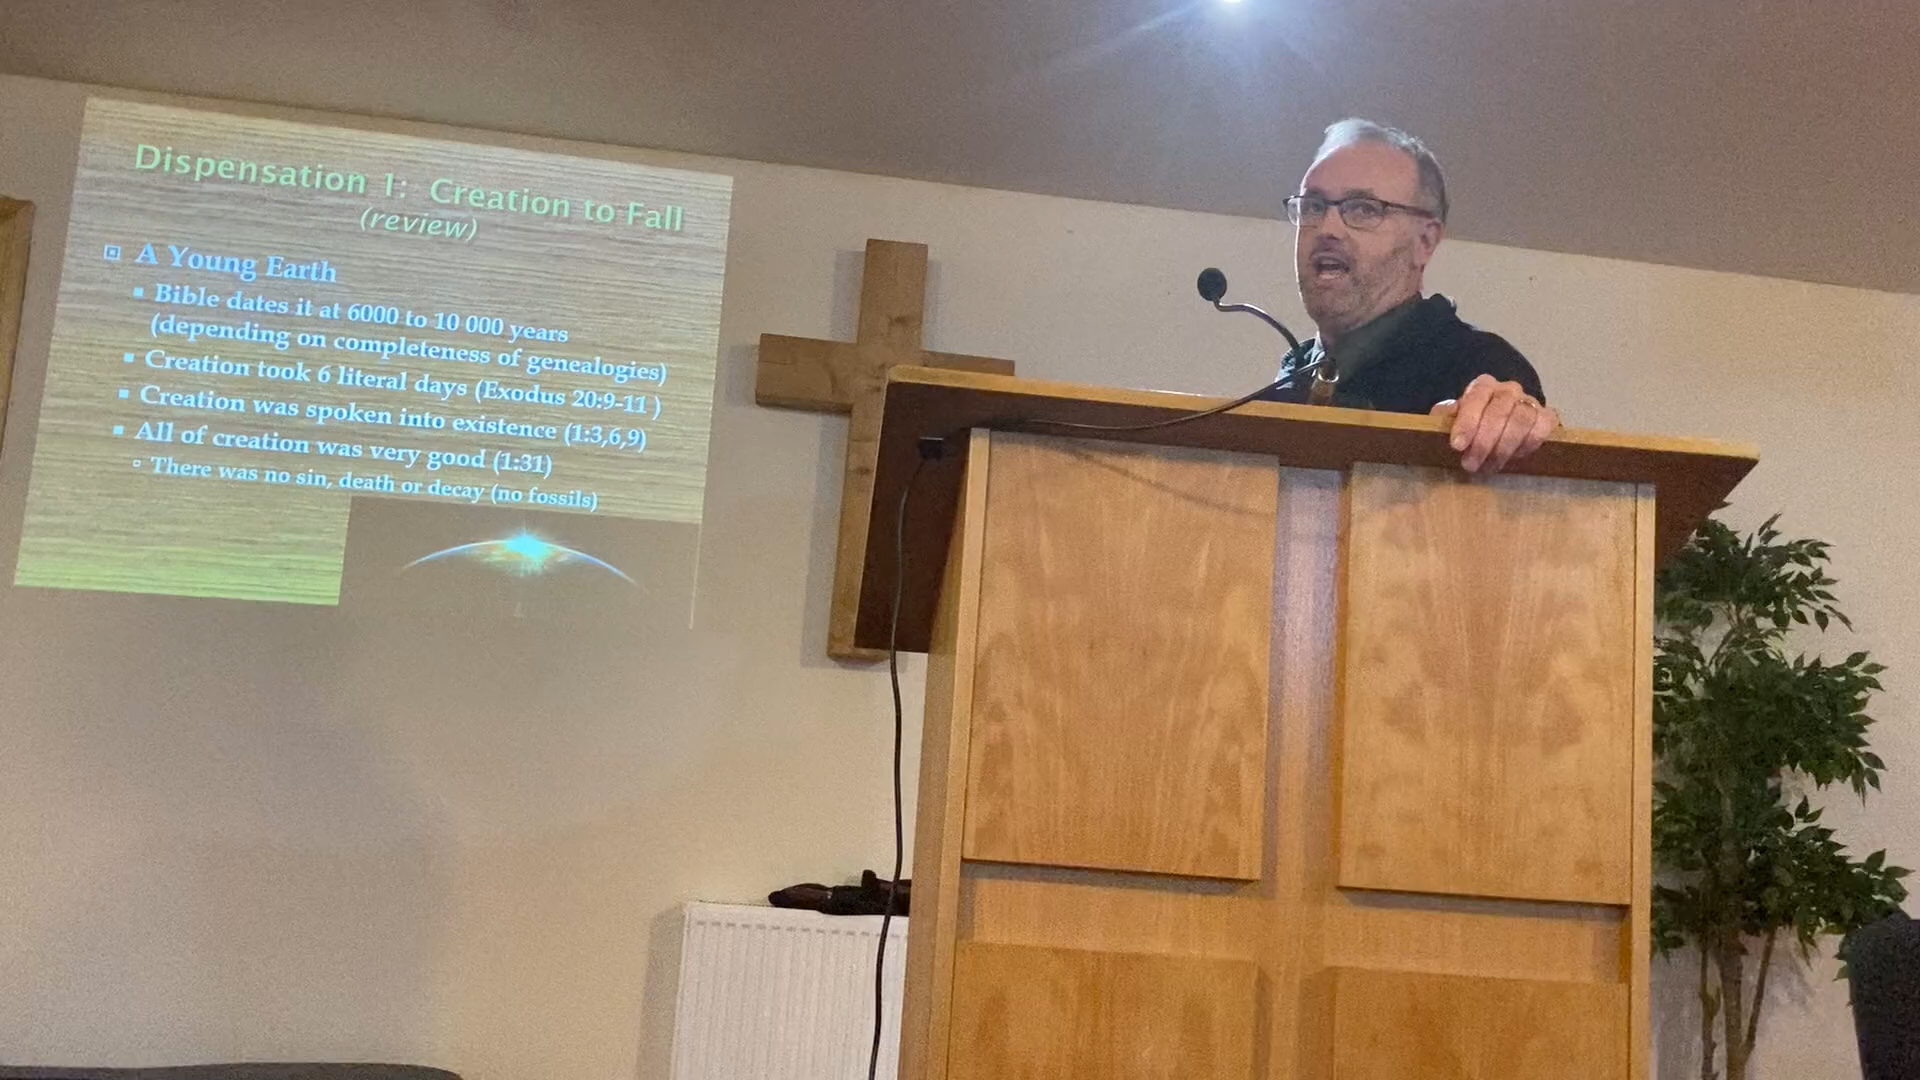 Dispensation 1: Creation to Fall
(review)
A Young Earth
Bible dates it at 6000 to 10 000 years
(depending on completeness of genealogies)
Creation took 6 literal days (Exodus 20:9-11 )
Creation was spoken into existence (1:3,6,9)
All of creation was very good (1:31)
There was no sin, death or decay (no fossils)